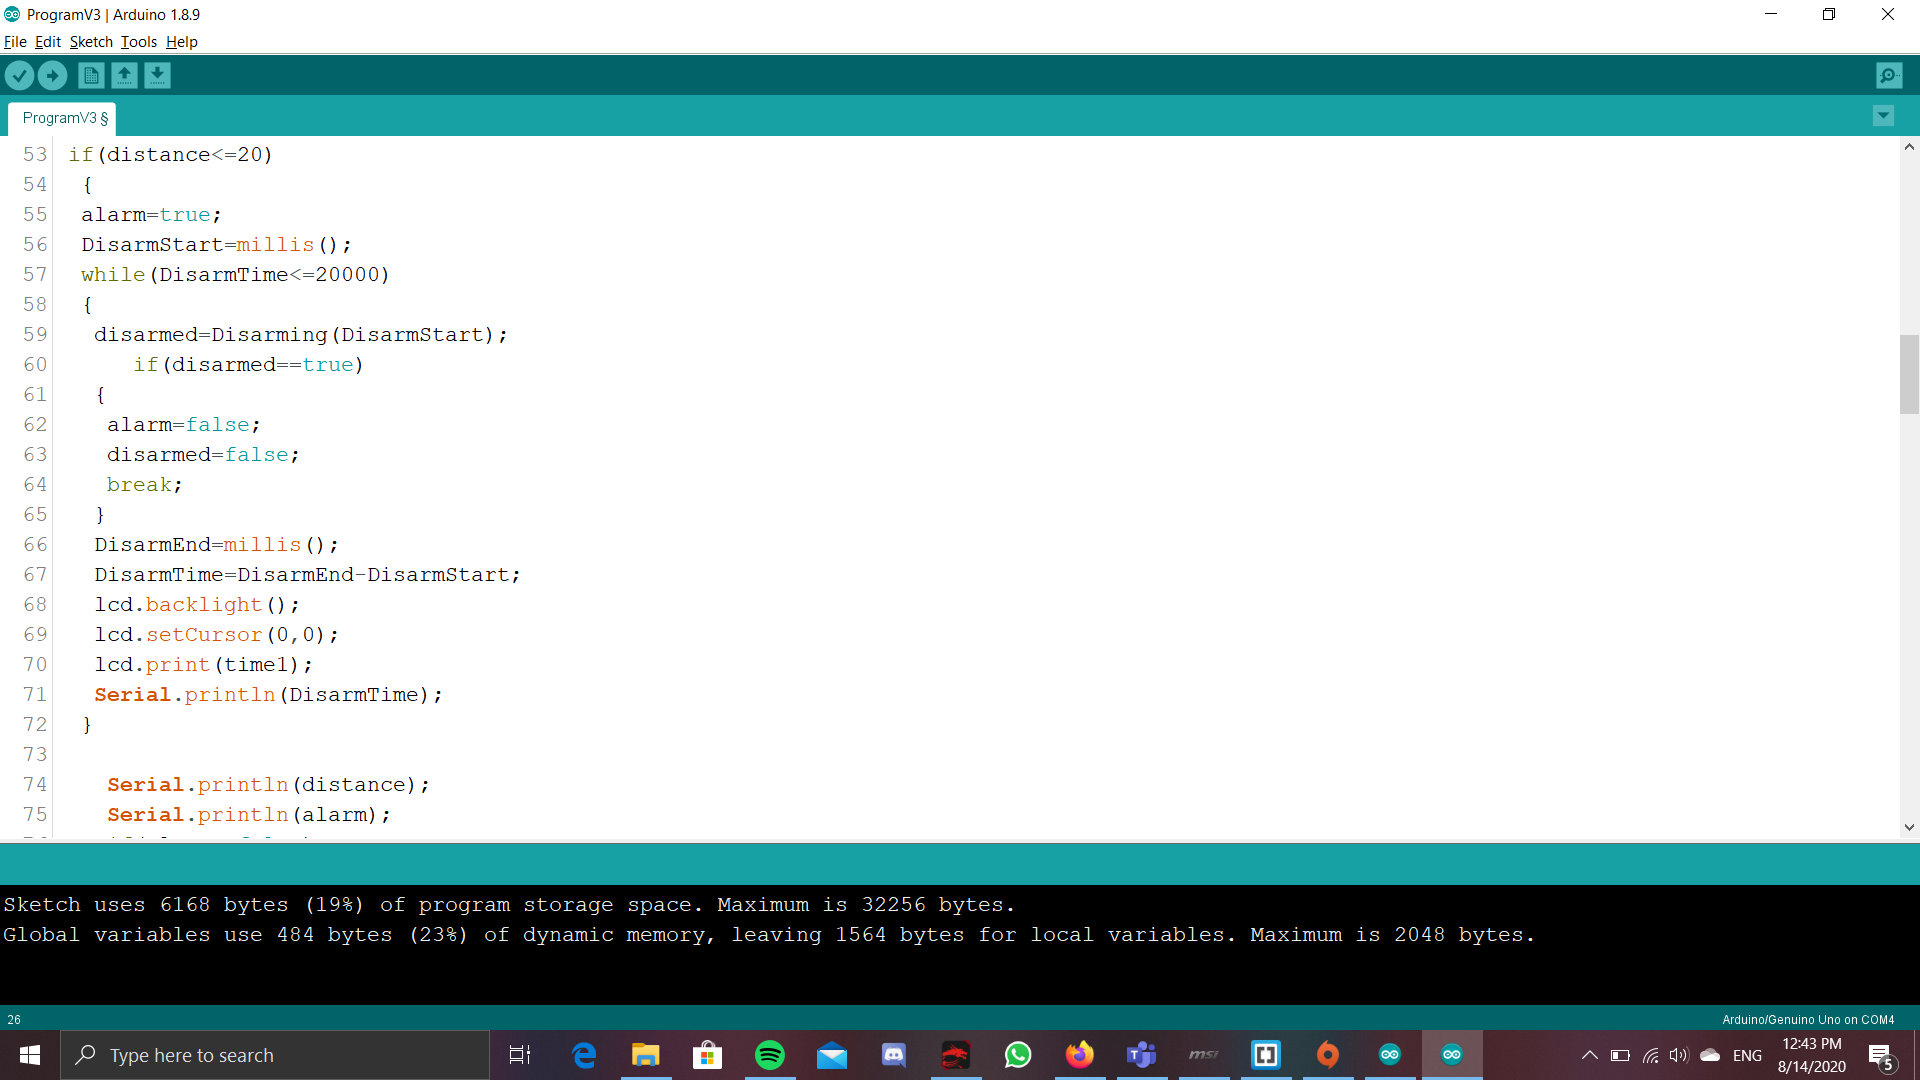 ProgramV3 | Arduino 1.8.9
File Edit Sketch Tools Help
ProgramV3 §
53 if(distance<=20)
54 {
55 alarm=true;
56 DisarmStart=millis();
57 while(DisarmTime<=20000)
58 {
59 disarmed=Disarming(DisarmStart);
60 if(disarmed==true)
61 {
62 alarm=false;
63 disarmed=false;
64 break;
65 }
66 DisarmEnd=millis();
67 DisarmTime=DisarmEnd-DisarmStart;
68 lcd.backlight();
69 lcd.setCursor(0,0);
70 lcd.print(time1);
71 Serial.println(DisarmTime);
72 }
73
74 Serial.println(distance);
75 Serial.println(alarm);
Sketch uses 6168 bytes (19%) of program storage space. Maximum is 32256 bytes.
Global variables use 484 bytes (23%) of dynamic memory, leaving 1564 bytes for local variables. Maximum is 2048 bytes.
26
Arduino/Genuino Uno on COM4
Type here to search
msi
ENG
12:43 PM
8/14/2020
5